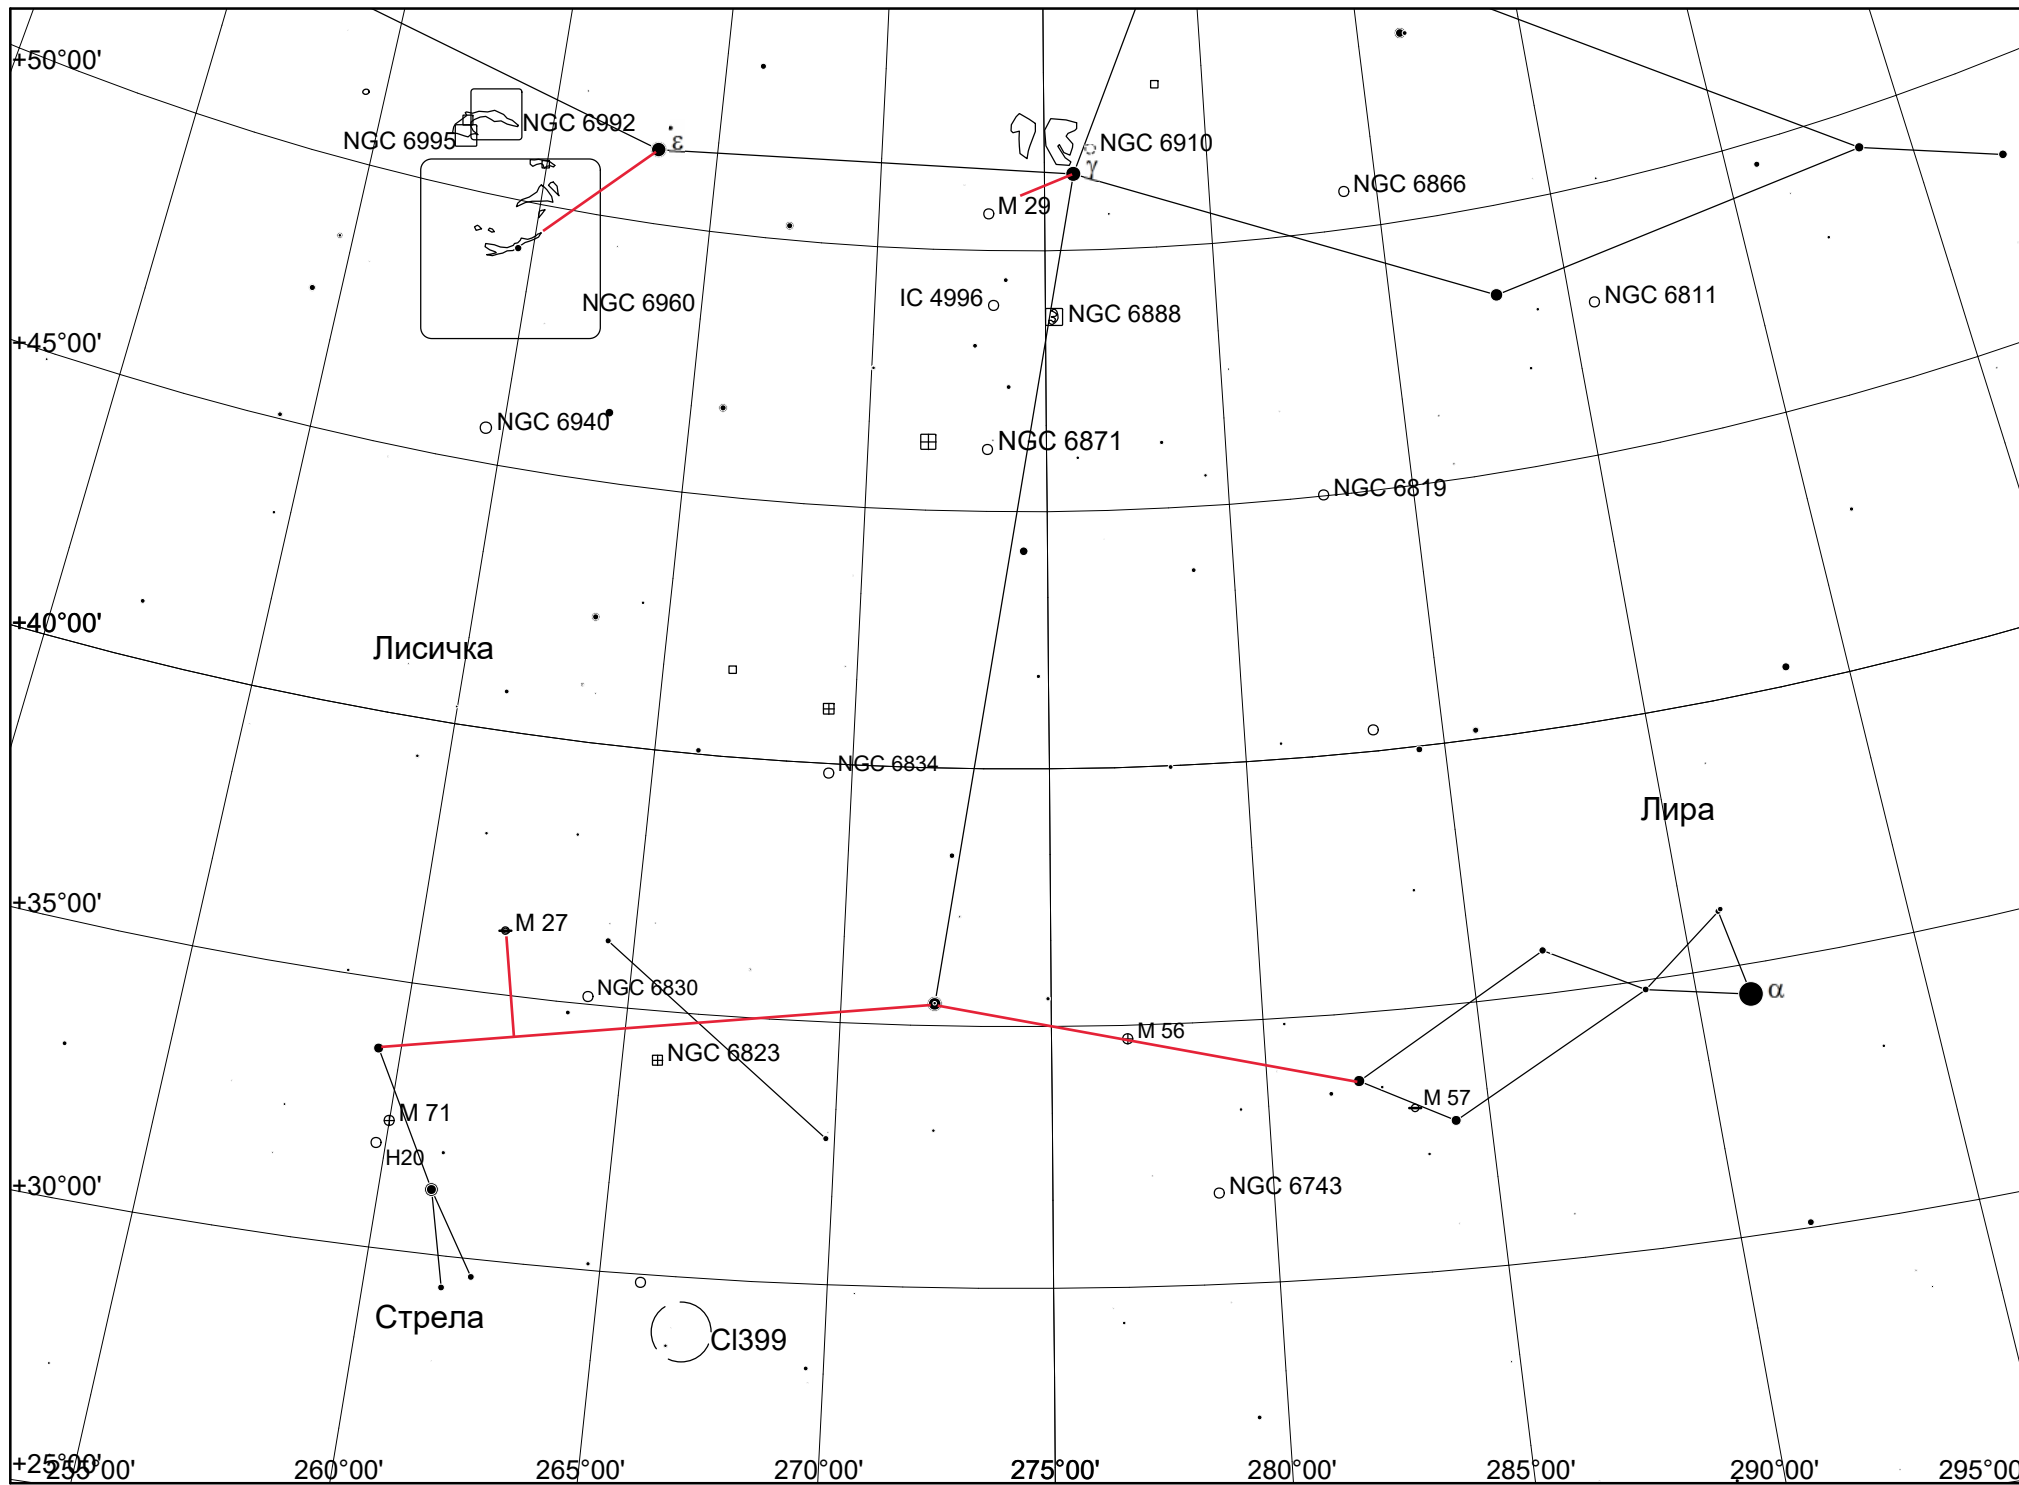 +50°00'
NGC 6995
NGC 6992
ε
NGC 6910
γ
NGC 6866
M 29
NGC 6960
IC 4996
NGC 6888
NGC 6811
+45°00'
NGC 6940
NGC 6871
NGC 6819
+40°00'
Лисичка
NGC 6834
Лира
+35°00'
M 27
NGC 6830
α
M 56
NGC 6823
M 57
M 71
H20
+30°00'
NGC 6743
Стрела
Cl399
+25°00'
255°00'
260°00'
265°00'
270°00'
275°00'
280°00'
285°00'
290°00'
295°00